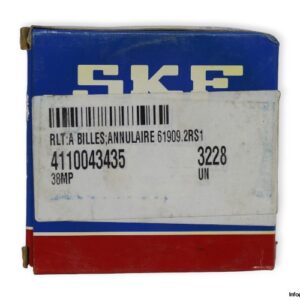 SKF
RLT.A BILLES,ANNULAIRE 61909.2RS1
4110043435 3228
38MP UN